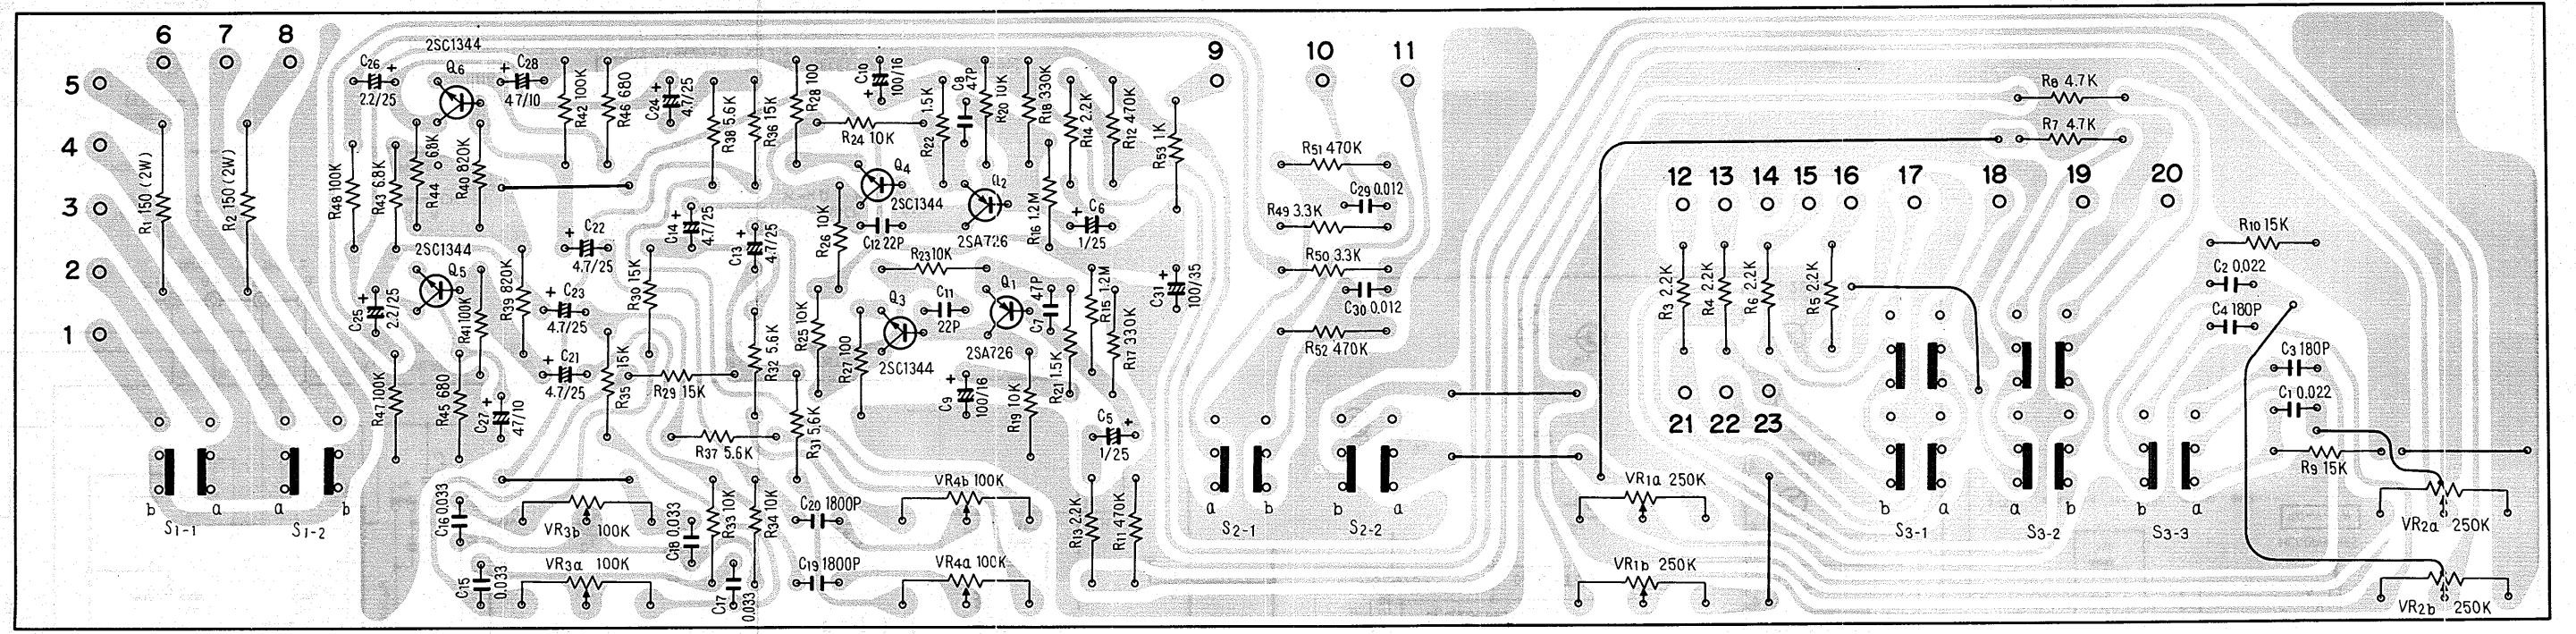 6 7 8
5
4
3
2
1
9 10 11
12 13 14 15 16 17 18 19 20
21 22 23
2SC1344
Q6
C26 +
2.2/25
+ C28
47/10
R42 100K
R46 680
C24 +
4.7/25
R38 5.6K
R36 15K
R28 100
C10
100/16
+
R24 10K
R22 1.5K
C8
47P
R20 10K
R18 330K
R14 2.2K
R12 470K
R53 1K
R1 150 (2W)
R2 150 (2W)
R48 100K
R43 6.8K
R44 6.8K
R40 820K
Q4
2SC1344
Q2
2SA726
C12 22P
R26 10K
R16 1.2M
+ C6
1/25
C14 +
4.7/25
C13 +
4.7/25
+ C22
4.7/25
2SC1344
Q5
C25 +
2.2/25
R41 100K
R39 820K
+ C23
4.7/25
R30 15K
R23 10K
Q3
2SC1344
C11
22P
Q1
2SA726
C7 47P
R15 1.2M
R17 330K
R21 1.5K
C31 +
100/35
R25 10K
R27 100
R32 5.6K
R31 5.6K
+ C21
4.7/25
R35 15K
R29 15K
R37 5.6K
R47 100K
R45 680
C27 +
47/10
C9 +
100/16
R19 10K
C5 +
1/25
R51 470K
C29 0.012
R49 3.3K
R50 3.3K
C30 0.012
R52 470K
R8 4.7K
R7 4.7K
R3 2.2K
R4 2.2K
R6 2.2K
R5 2.2K
R10 15K
C2 0.022
C4 180P
C3 180P
C1 0.022
R9 15K
b a a b
S1-1 S1-2
C16 0.033
C15 0.033
VR3b 100K
VR3a 100K
C18 0.033
C17 0.033
R33 10K
R34 10K
C20 1800P
C19 1800P
VR4b 100K
VR4a 100K
R13 2.2K
R11 470K
a b b a
S2-1 S2-2
VR1a 250K
VR1b 250K
b a a b b a
S3-1 S3-2 S3-3
VR2a 250K
VR2b 250K